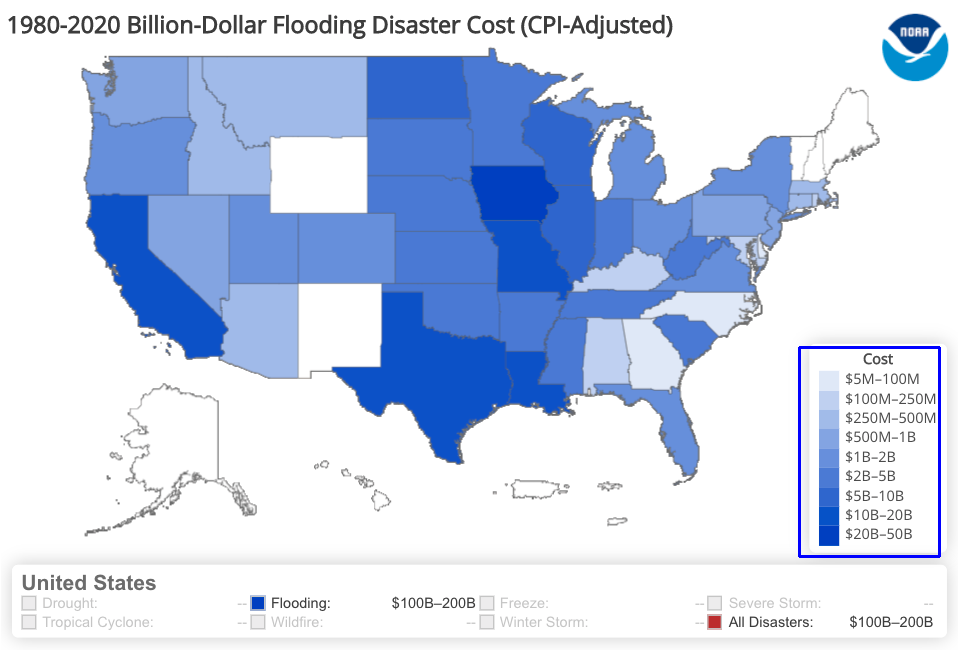 1980-2020 Billion-Dollar Flooding Disaster Cost (CPI-Adjusted)
NOAA
Cost
$5M–100M
$100M–250M
$250M–500M
$500M–1B
$1B–2B
$2B–5B
$5B–10B
$10B–20B
$20B–50B
United States
Drought: -- Flooding: $100B–200B Freeze: -- Severe Storm: --
Tropical Cyclone: -- Wildfire: -- Winter Storm: -- All Disasters: $100B–200B